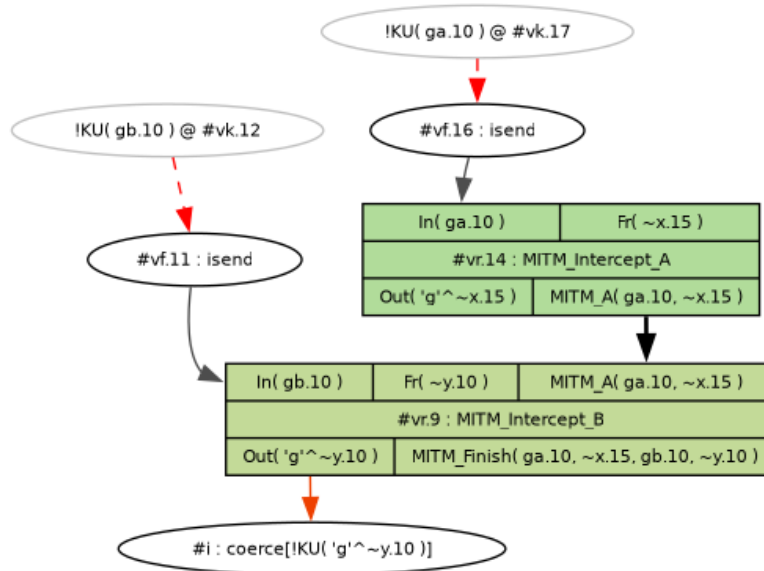 !KU( ga.10 ) @ #vk.17
!KU( gb.10 ) @ #vk.12
#vf.16 : isend
In( ga.10 ) Fr( ~x.15 )
#vr.14 : MITM_Intercept_A
Out( 'g'^~x.15 ) MITM_A( ga.10, ~x.15 )
#vf.11 : isend
In( gb.10 ) Fr( ~y.10 ) MITM_A( ga.10, ~x.15 )
#vr.9 : MITM_Intercept_B
Out( 'g'^~y.10 ) MITM_Finish( ga.10, ~x.15, gb.10, ~y.10 )
#i : coerce[!KU( 'g'^~y.10 )]